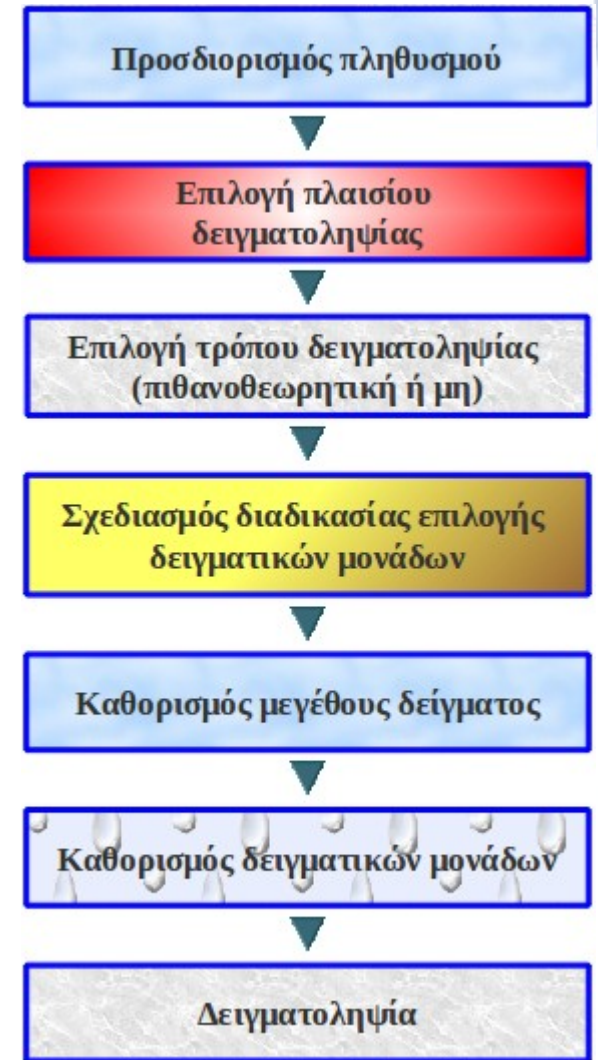 Προσδιορισμός πληθυσμού
Επιλογή πλαισίου
δειγματοληψίας
Επιλογή τρόπου δειγματοληψίας
(πιθανοθεωρητική ή μη)
Σχεδιασμός διαδικασίας επιλογής
δειγματικών μονάδων
Καθορισμός μεγέθους δείγματος
Καθορισμός δειγματικών μονάδων
Δειγματοληψία